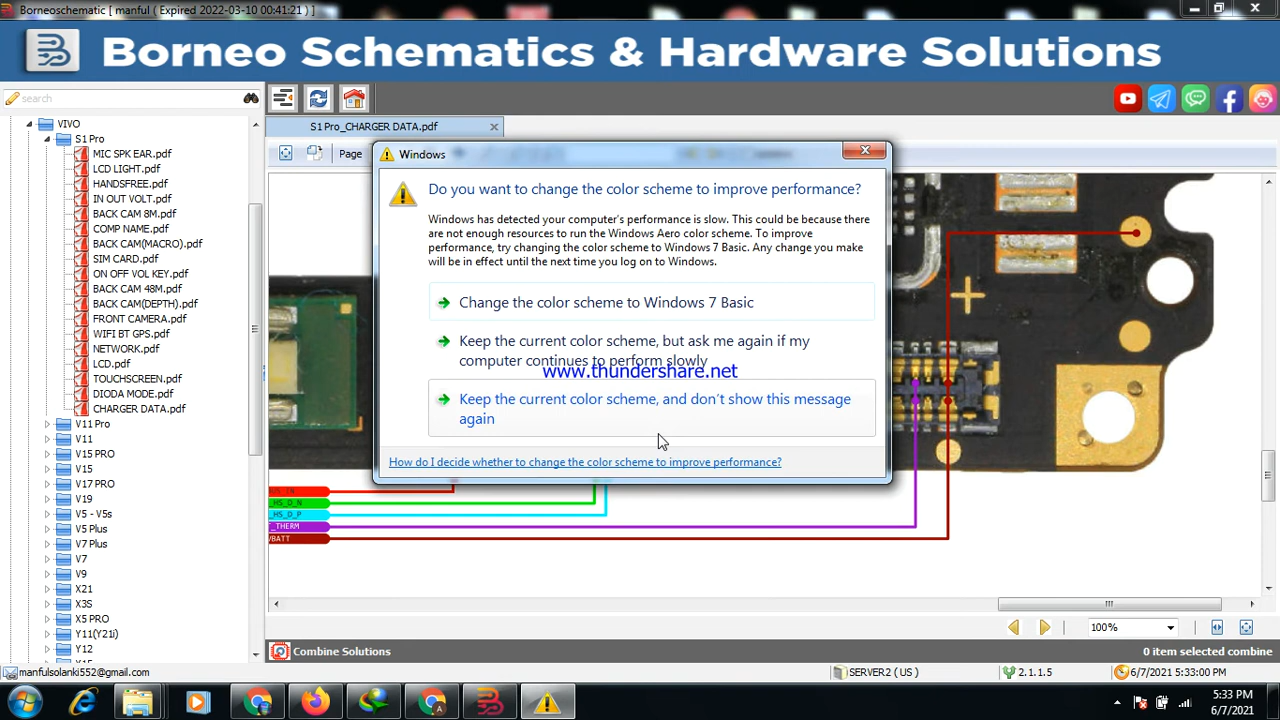 Borneoschematic [ manful ( Expired 2022-03-10 00:41:21 ) ]
Borneo Schematics & Hardware Solutions
search
VIVO
S1 Pro
MIC SPK EAR.pdf
LCD LIGHT.pdf
HANDSFREE.pdf
IN OUT VOLT.pdf
BACK CAM 8M.pdf
COMP NAME.pdf
BACK CAM(MACRO).pdf
SIM CARD.pdf
ON OFF VOL KEY.pdf
BACK CAM 48M.pdf
BACK CAM(DEPTH).pdf
FRONT CAMERA.pdf
WIFI BT GPS.pdf
NETWORK.pdf
LCD.pdf
TOUCHSCREEN.pdf
DIODA MODE.pdf
CHARGER DATA.pdf
V11 Pro
V11
V15 PRO
V15
V17 PRO
V19
V5 - V5s
V5 Plus
V7 Plus
V7
V9
X21
X3S
X5 PRO
Y11(Y21i)
Y12
S1 Pro_CHARGER DATA.pdf
Page
Windows
Do you want to change the color scheme to improve performance?
Windows has detected your computer's performance is slow. This could be because there
are not enough resources to run the Windows Aero color scheme. To improve
performance, try changing the color scheme to Windows 7 Basic. Any change you make
will be in effect until the next time you log on to Windows.
Change the color scheme to Windows 7 Basic
Keep the current color scheme, but ask me again if my
computer continues to perform slowly
www.thundershare.net
Keep the current color scheme, and don't show this message
again
How do I decide whether to change the color scheme to improve performance?
_HS_D_N
_HS_D_P
_THERM
/BATT
100%
Combine Solutions
0 item selected combine
manfulsolanki552@gmail.com
SERVER2 ( US )
2.1.1.5
6/7/2021 5:33:00 PM
5:33 PM
6/7/2021